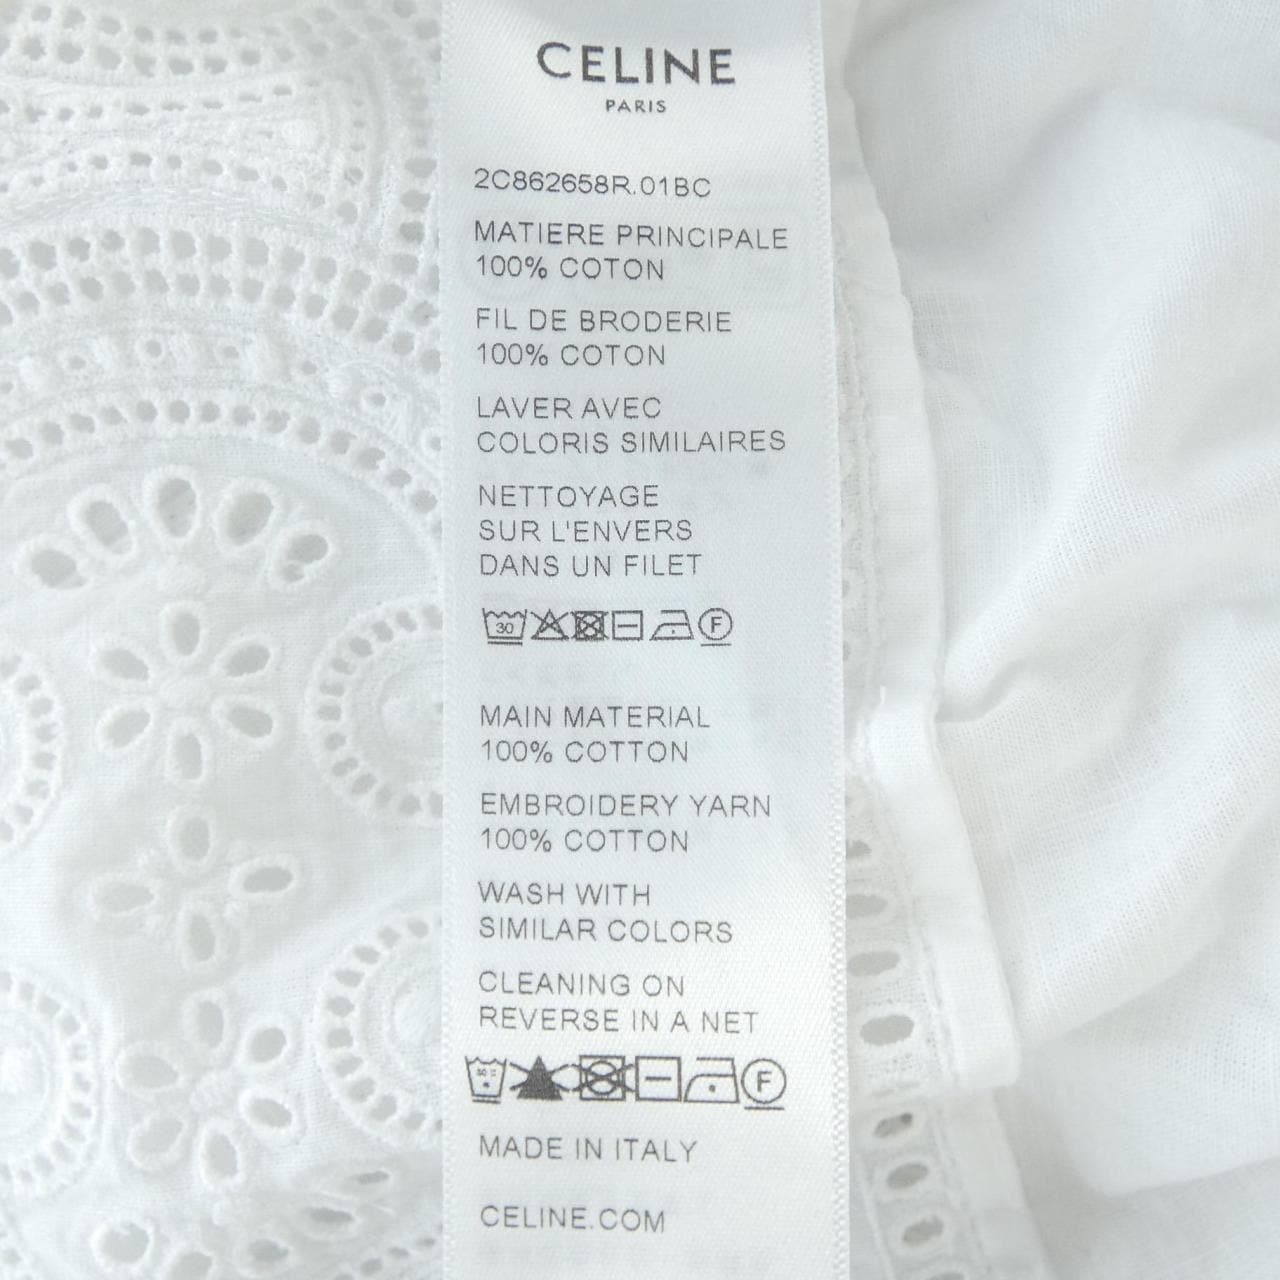 CELINE
PARIS
2C862658R.01BC
MATIERE PRINCIPALE
100% COTON
FIL DE BRODERIE
100% COTON
LAVER AVEC
COLORIS SIMILAIRES
NETTOYAGE
SUR L'ENVERS
DANS UN FILET
30 F
MAIN MATERIAL
100% COTTON
EMBROIDERY YARN
100% COTTON
WASH WITH
SIMILAR COLORS
CLEANING ON
REVERSE IN A NET
F
MADE IN ITALY
CELINE.COM